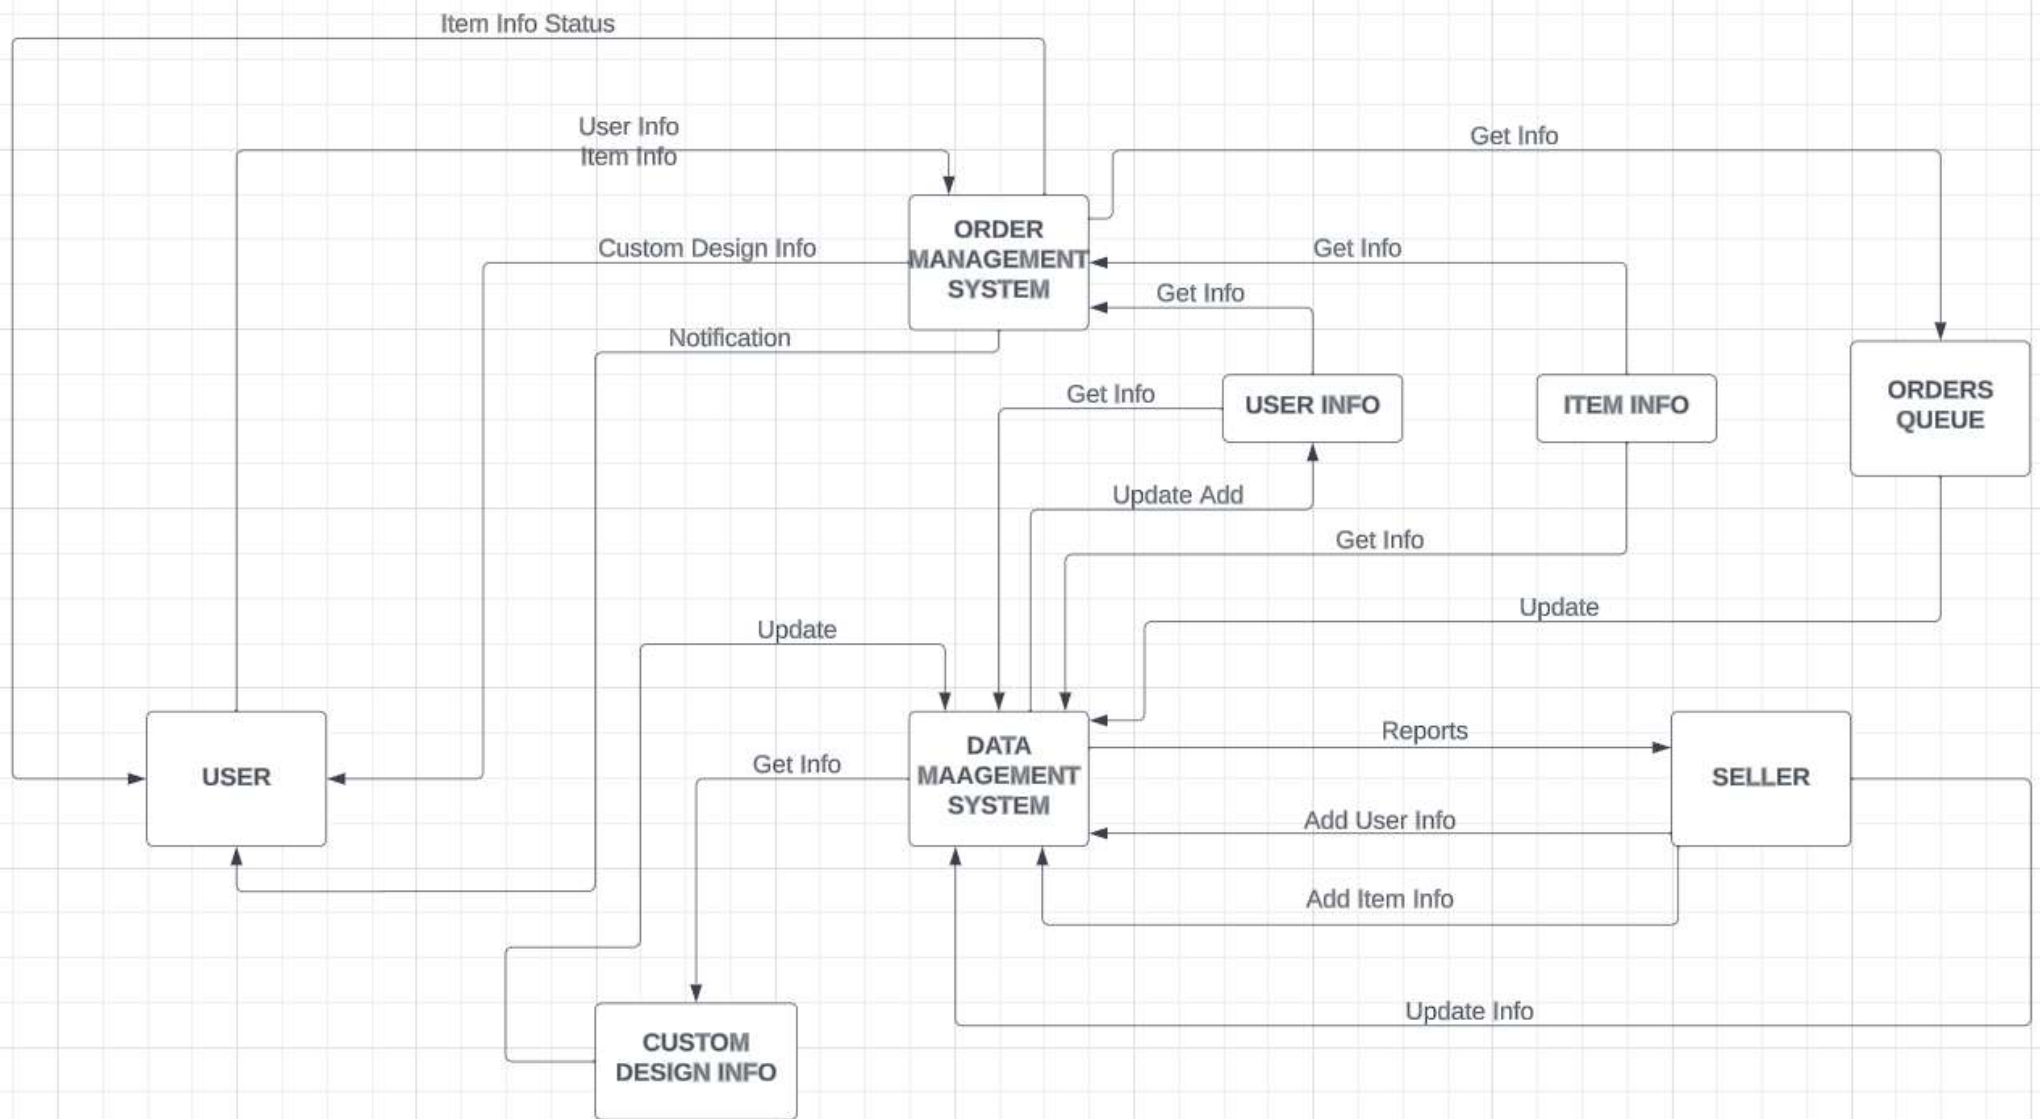 Item Info Status
User Info
Item Info
Get Info
ORDER
MANAGEMENT
SYSTEM
Custom Design Info
Get Info
Get Info
Notification
Get Info
USER INFO
ITEM INFO
ORDERS
QUEUE
Update Add
Get Info
Update
Update
USER
Get Info
DATA
MAAGEMENT
SYSTEM
Reports
SELLER
Add User Info
Add Item Info
Update Info
CUSTOM
DESIGN INFO